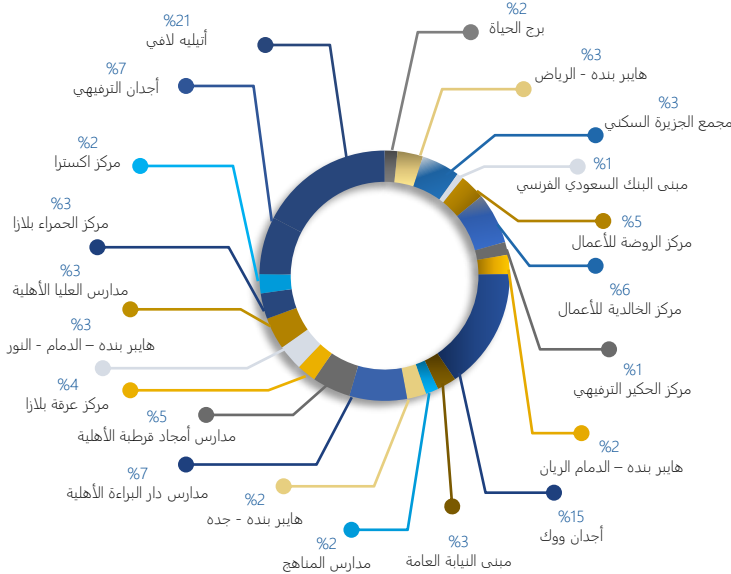 %2
برج الحياة
%3
هايبر بنده - الرياض
%3
مجمع الجزيرة السكني
%1
مبنى البنك السعودي الفرنسي
%5
مركز الروضة للأعمال
%6
مركز الخالدية للأعمال
%1
مركز الحكير الترفيهي
%2
هايبر بنده – الدمام الريان
%15
أجدان ووك
%3
مبنى النيابة العامة
%2
مدارس المناهج
%2
هايبر بنده - جده
%7
مدارس دار البراءة الأهلية
%5
مدارس أمجاد قرطبة الأهلية
%4
مركز عرقة بلازا
%3
هايبر بنده – الدمام - النور
%3
مدارس العليا الأهلية
%3
مركز الحمراء بلازا
%2
مركز اكسترا
%7
أجدان الترفيهي
%21
أتيليه لافي